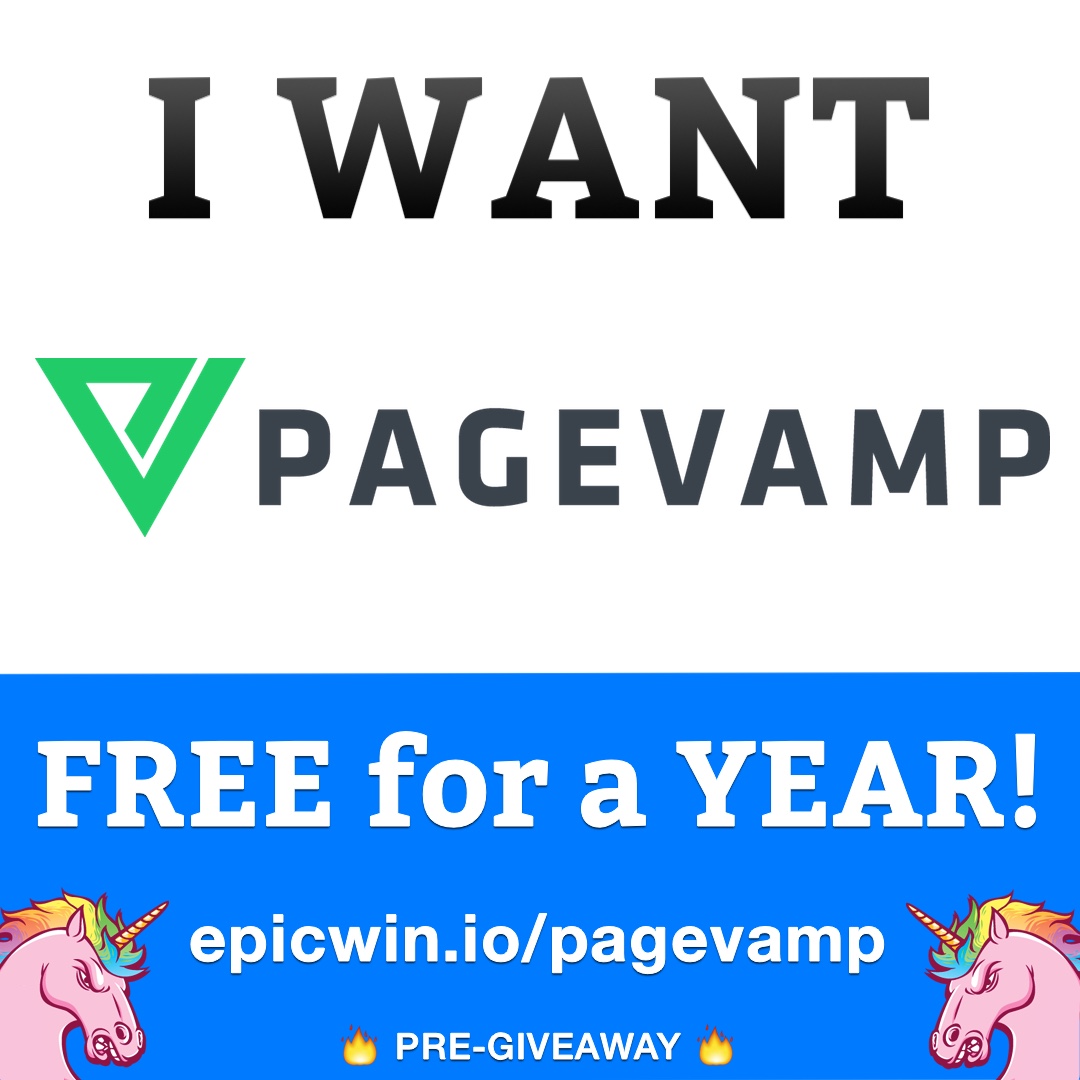 I WANT
PAGEVAMP
FREE for a YEAR!
epicwin.io/pagevamp
🔥 PRE-GIVEAWAY 🔥